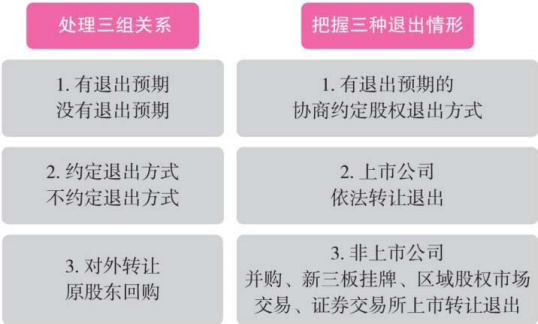 处理三组关系
把握三种退出情形
1. 有退出预期
没有退出预期
1. 有退出预期的
协商约定股权退出方式
2. 约定退出方式
不约定退出方式
2. 上市公司
依法转让退出
3. 对外转让
原股东回购
3. 非上市公司
并购、新三板挂牌、区域股权市场
交易、证券交易所上市转让退出